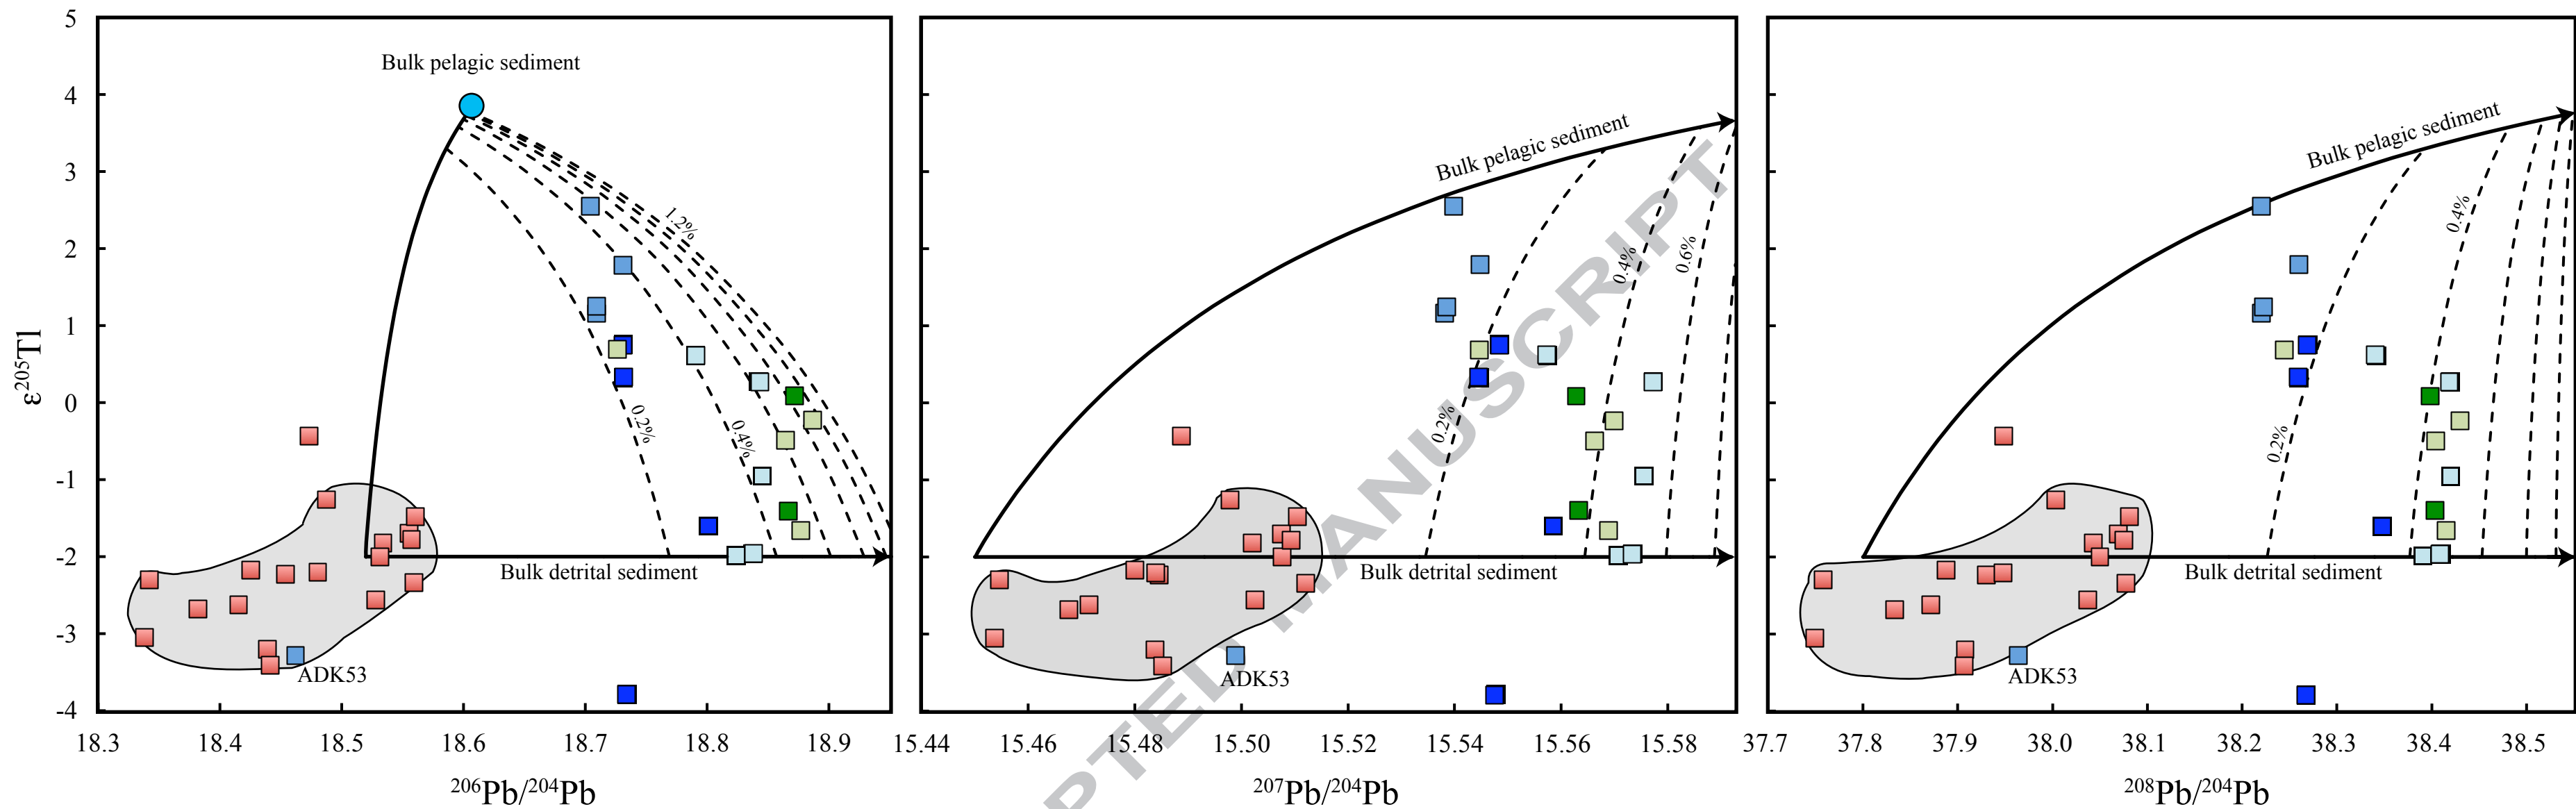 5
4
3
2
1
0
-1
-2
-3
-4
ε205Tl
Bulk pelagic sediment
1.2%
0.2%
0.4%
Bulk detrital sediment
ADK53
18.3 18.4 18.5 18.6 18.7 18.8 18.9
206Pb/204Pb
Bulk pelagic sediment
0.2%
0.4%
0.6%
Bulk detrital sediment
ADK53
15.44 15.46 15.48 15.50 15.52 15.54 15.56 15.58
207Pb/204Pb
Bulk pelagic sediment
0.2%
0.4%
Bulk detrital sediment
ADK53
37.7 37.8 37.9 38.0 38.1 38.2 38.3 38.4 38.5
208Pb/204Pb
PTED MANUSCRIPT